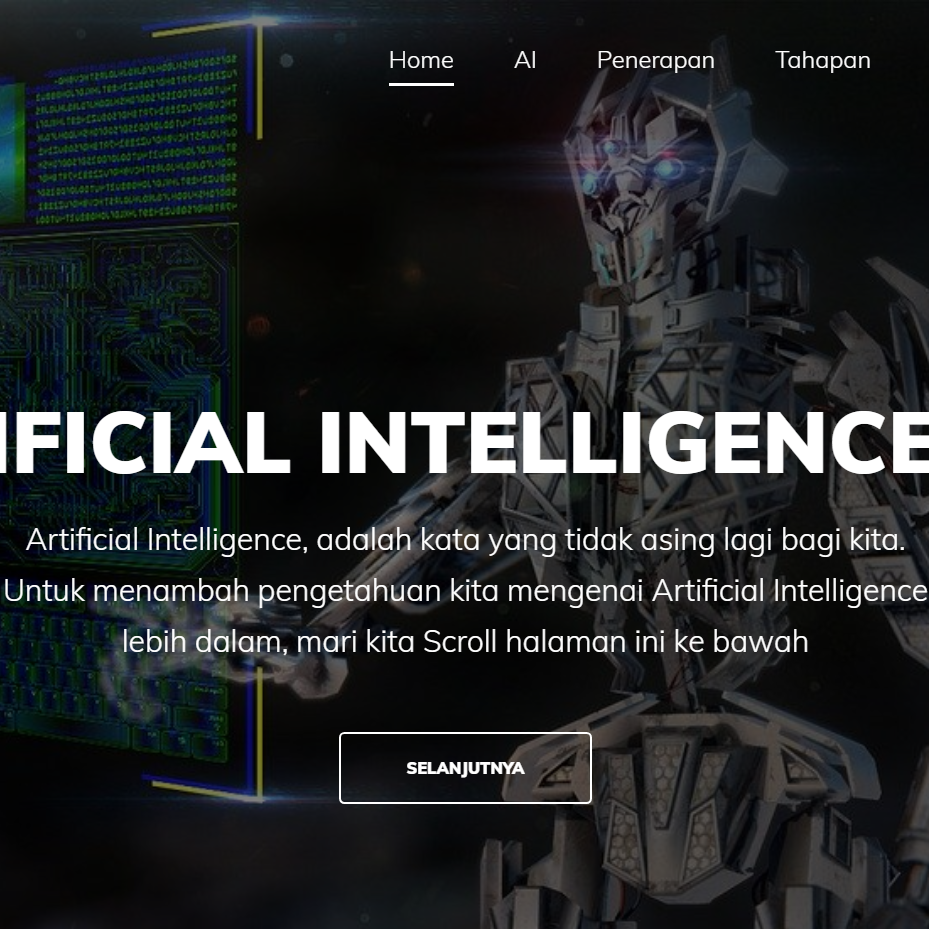 Home AI Penerapan Tahapan
IFICIAL INTELLIGENCE
Artificial Intelligence, adalah kata yang tidak asing lagi bagi kita.
Untuk menambah pengetahuan kita mengenai Artificial Intelligence
lebih dalam, mari kita Scroll halaman ini ke bawah
SELANJUTNYA